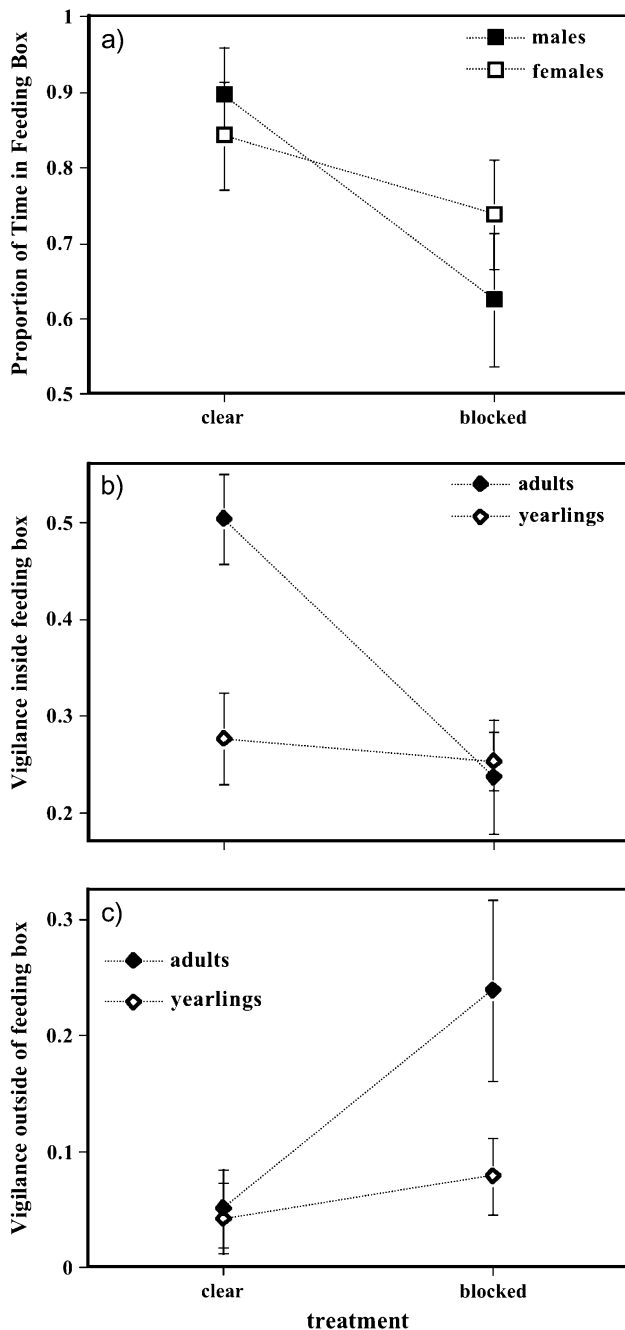 a)
males
females
Proportion of Time in Feeding Box
1
0.9
0.8
0.7
0.6
0.5
clear
blocked
b)
adults
yearlings
Vigilance inside feeding box
0.5
0.4
0.3
0.2
c)
adults
yearlings
Vigilance outside of feeding box
0.3
0.2
0.1
0
clear
blocked
treatment